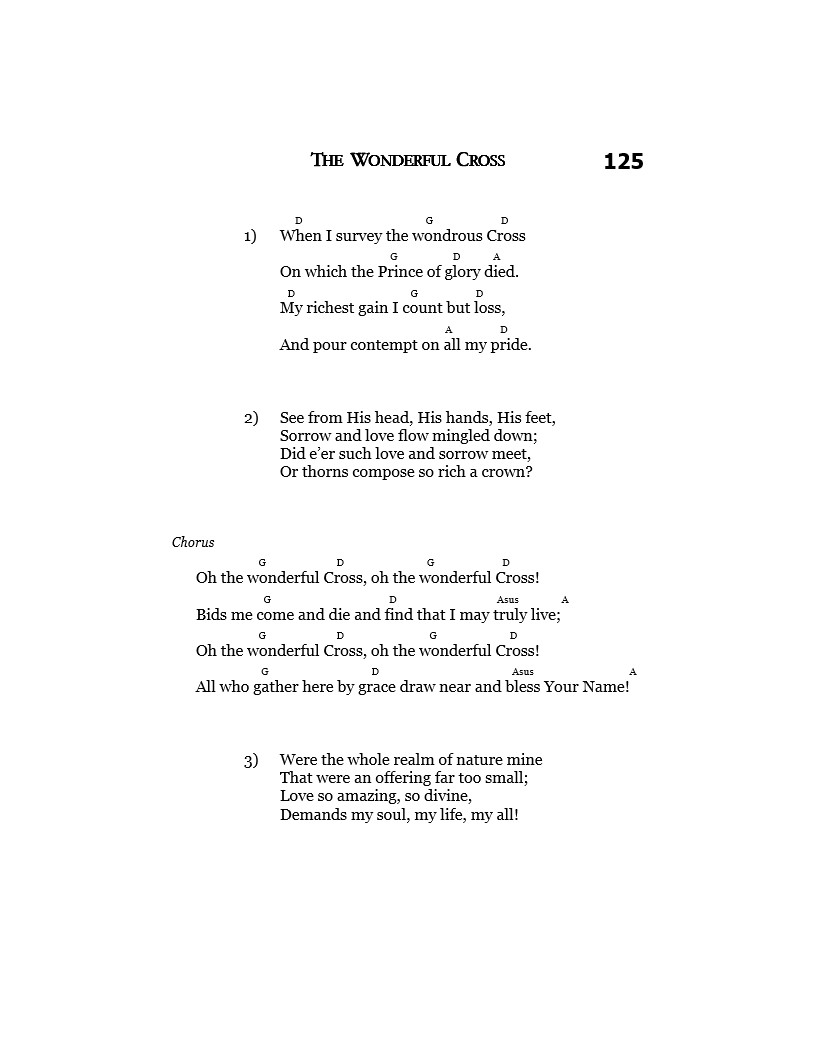 THE WONDERFUL CROSS 125
D G D
1) When I survey the wondrous Cross
G D A
On which the Prince of glory died.
D G D
My richest gain I count but loss,
A D
And pour contempt on all my pride.
2) See from His head, His hands, His feet,
Sorrow and love flow mingled down;
Did e’er such love and sorrow meet,
Or thorns compose so rich a crown?
Chorus
G D G D
Oh the wonderful Cross, oh the wonderful Cross!
G D Asus A
Bids me come and die and find that I may truly live;
G D G D
Oh the wonderful Cross, oh the wonderful Cross!
G D Asus A
All who gather here by grace draw near and bless Your Name!
3) Were the whole realm of nature mine
That were an offering far too small;
Love so amazing, so divine,
Demands my soul, my life, my all!